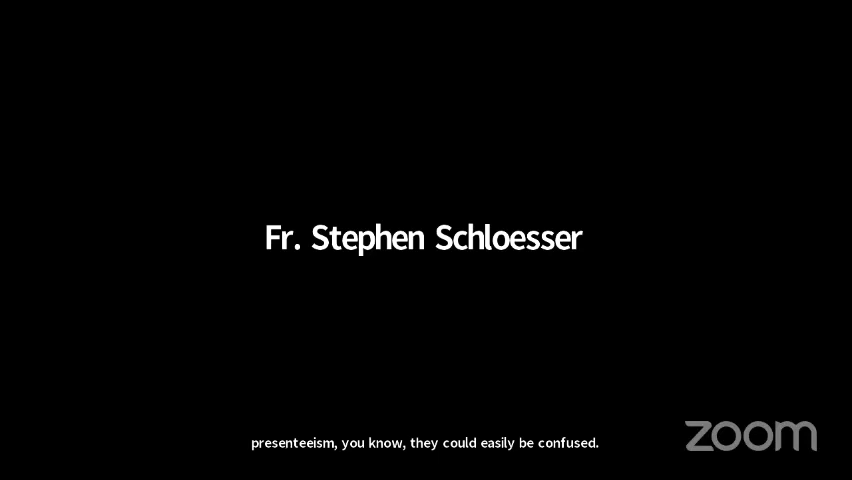 Fr. Stephen Schloesser
presenteeism, you know, they could easily be confused.
zoom